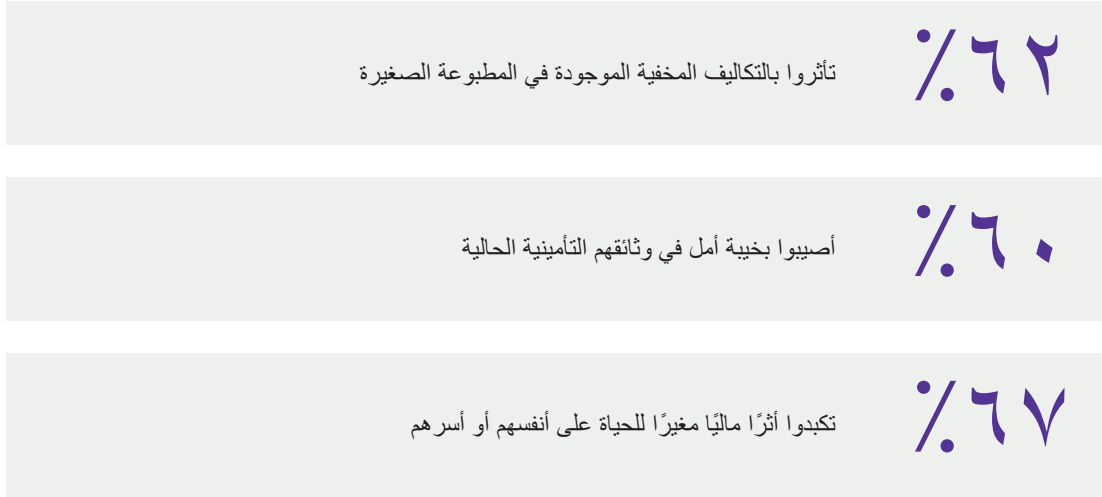 ٦٢٪ تأثروا بالتكاليف المخفية الموجودة في المطبوعة الصغيرة
٦٠٪ أصيبوا بخيبة أمل في وثائقهم التأمينية الحالية
٦٧٪ تكبدوا أثرًا ماليًا مغيرًا للحياة على أنفسهم أو أسرهم